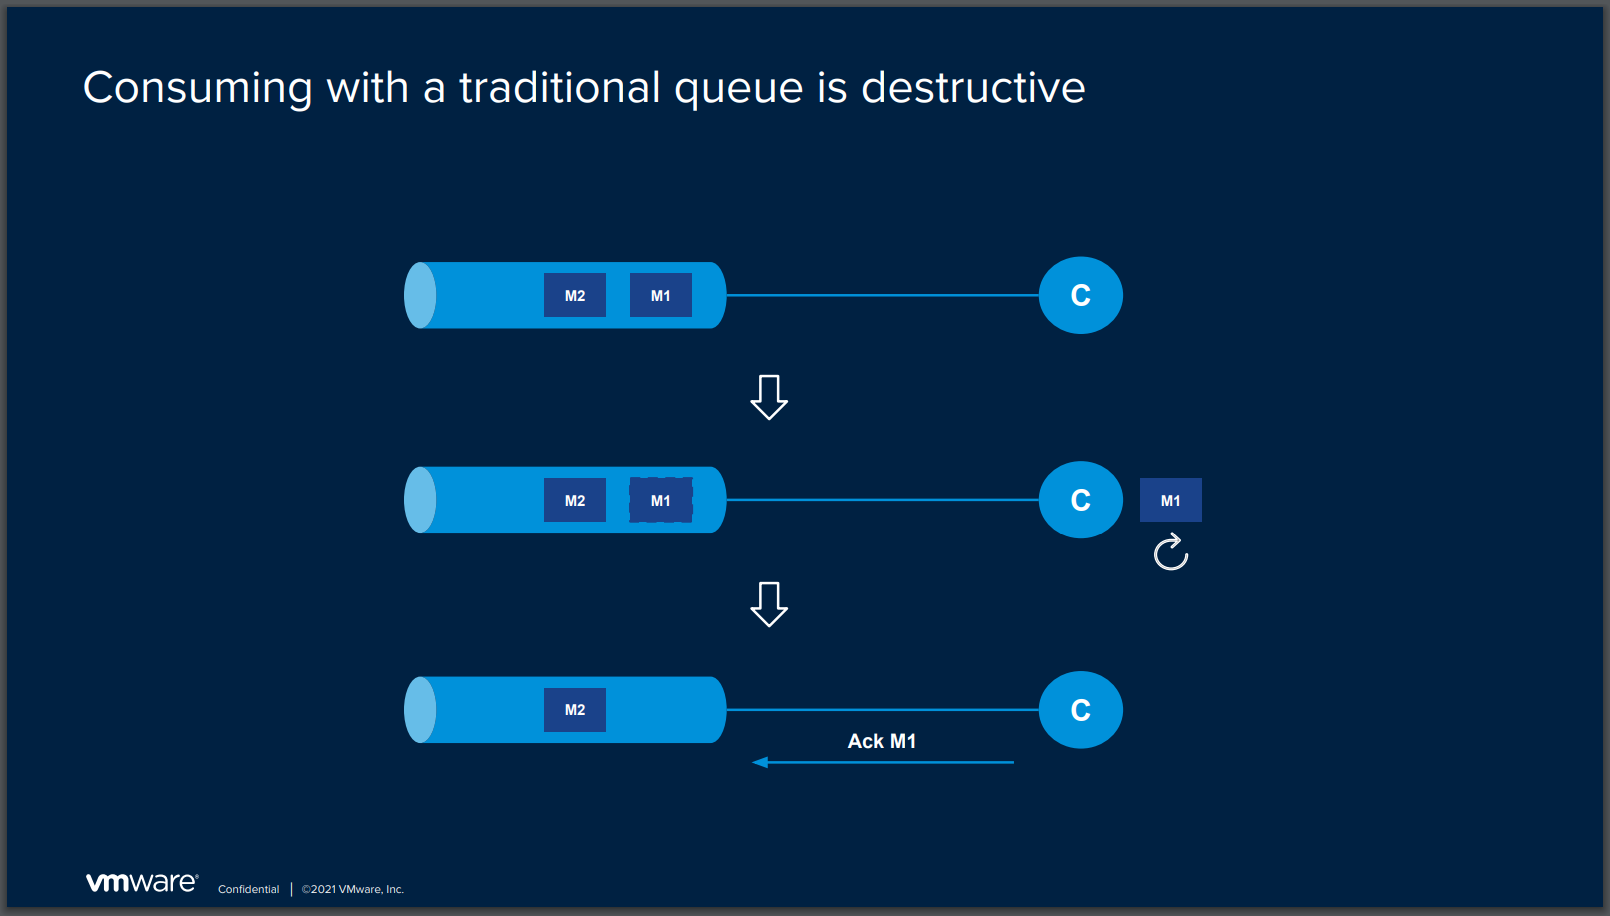 Consuming with a traditional queue is destructive
M2 M1 C
M2 M1 C M1
M2 C
Ack M1
vmware® Confidential | ©2021 VMware, Inc.